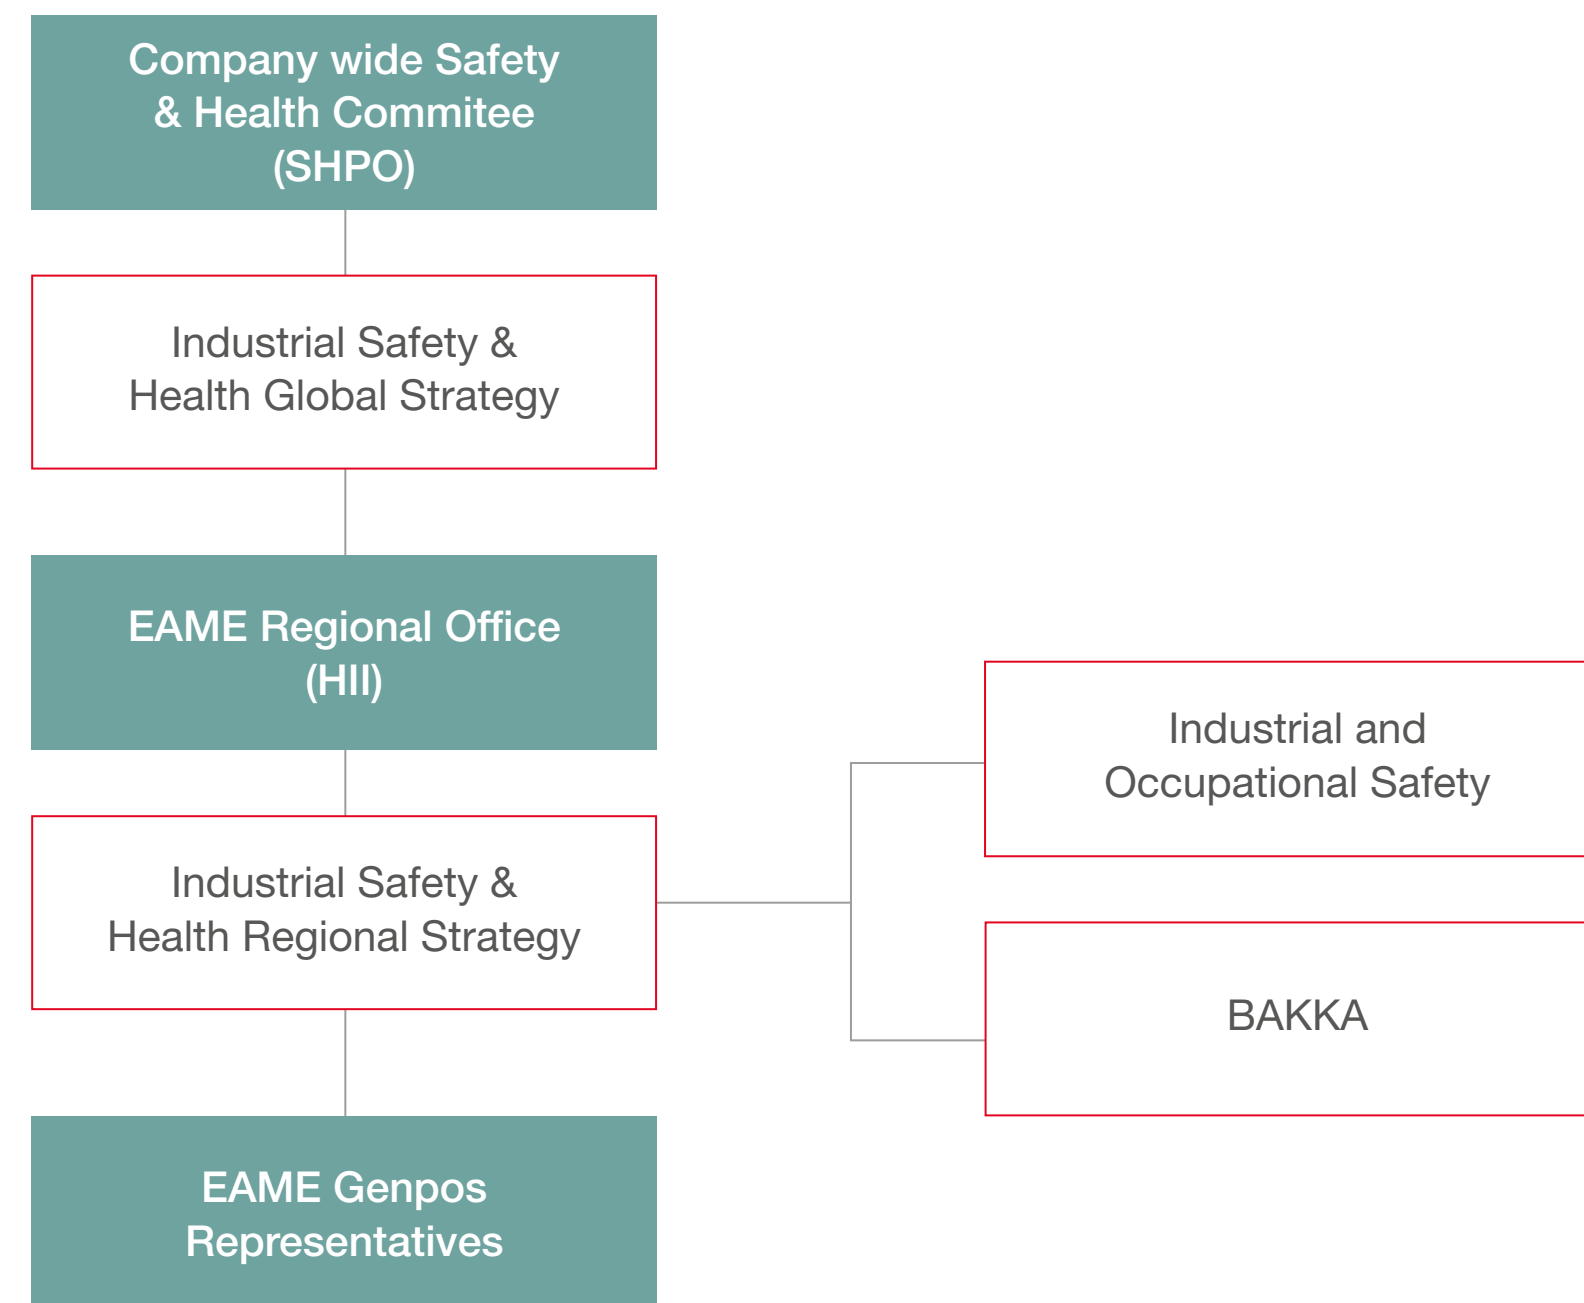 Company wide Safety
& Health Commitee
(SHPO)
Industrial Safety &
Health Global Strategy
EAME Regional Office
(HII)
Industrial Safety &
Health Regional Strategy
Industrial and
Occupational Safety
BAKKA
EAME Genpos
Representatives